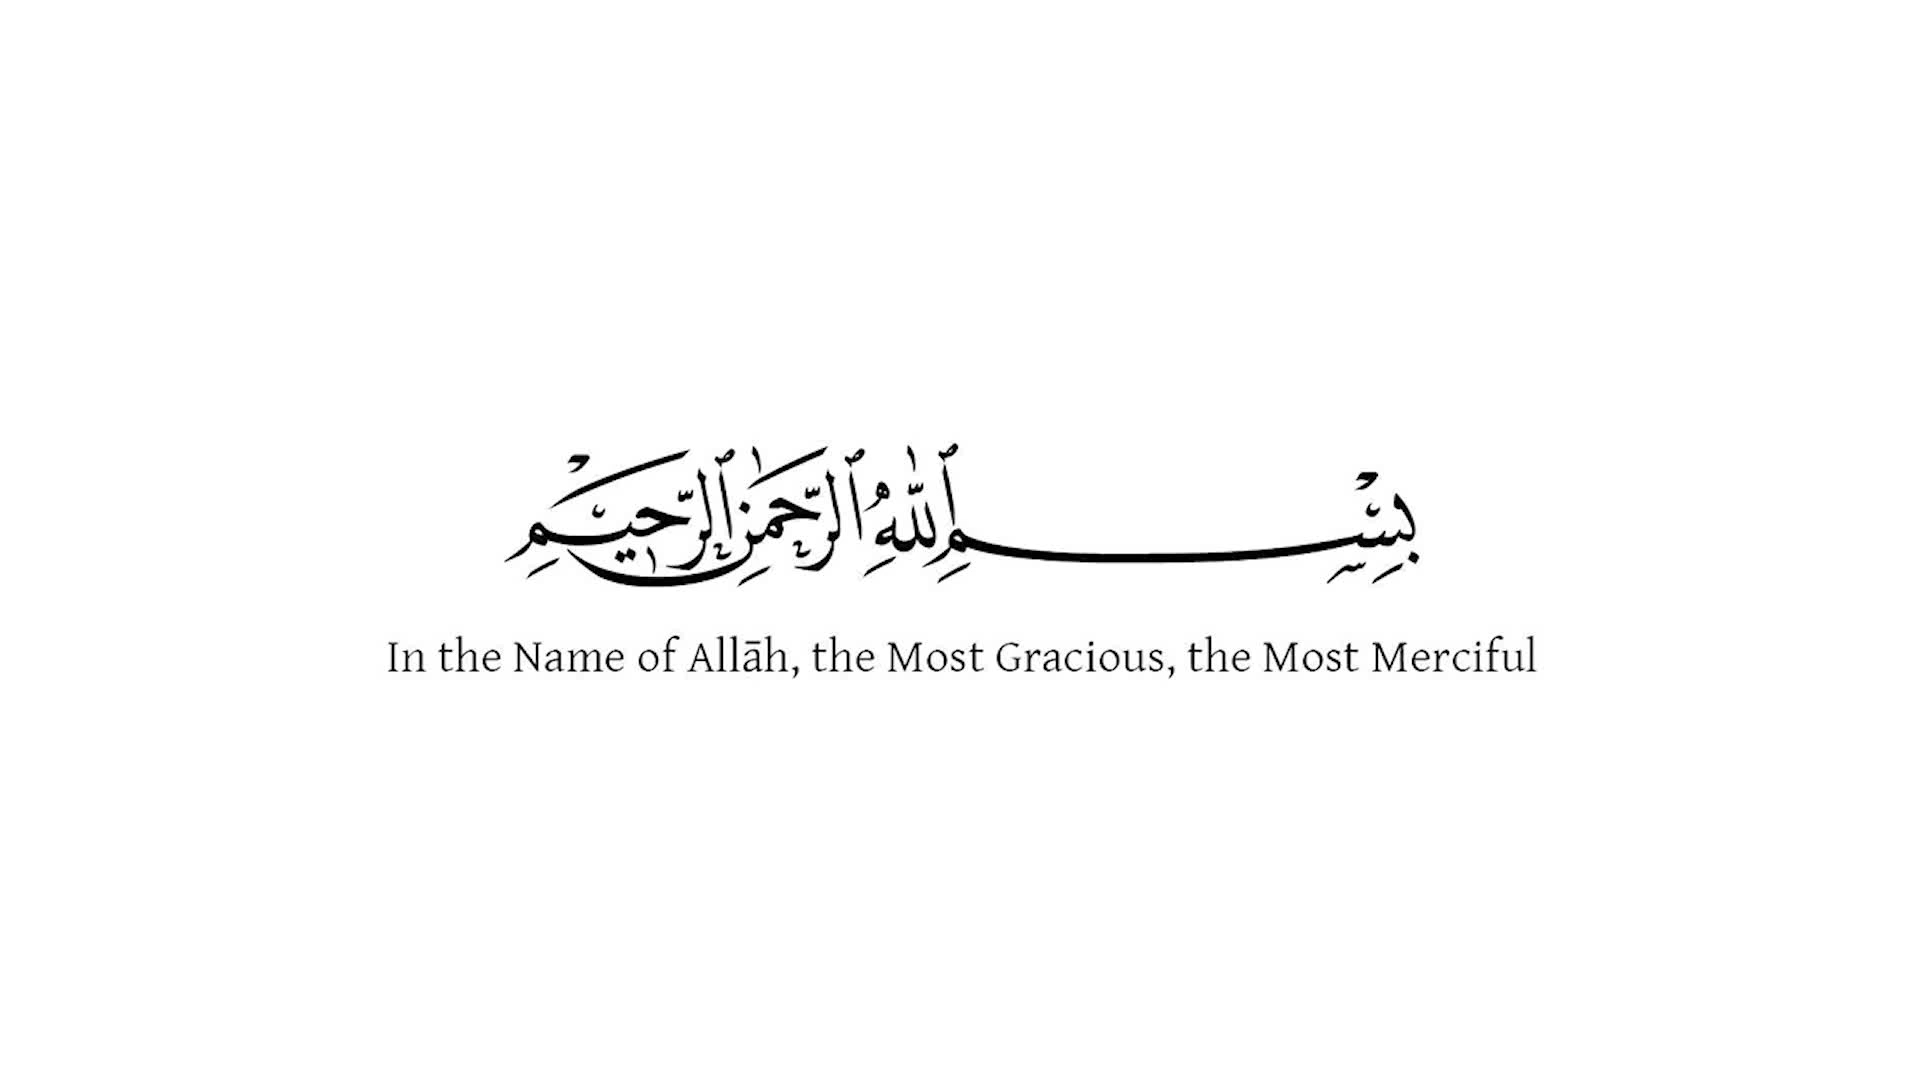 بِسْمِ ٱللَّٰهِ ٱلرَّحْمَٰنِ ٱلرَّحِيمِ
In the Name of Allāh, the Most Gracious, the Most Merciful